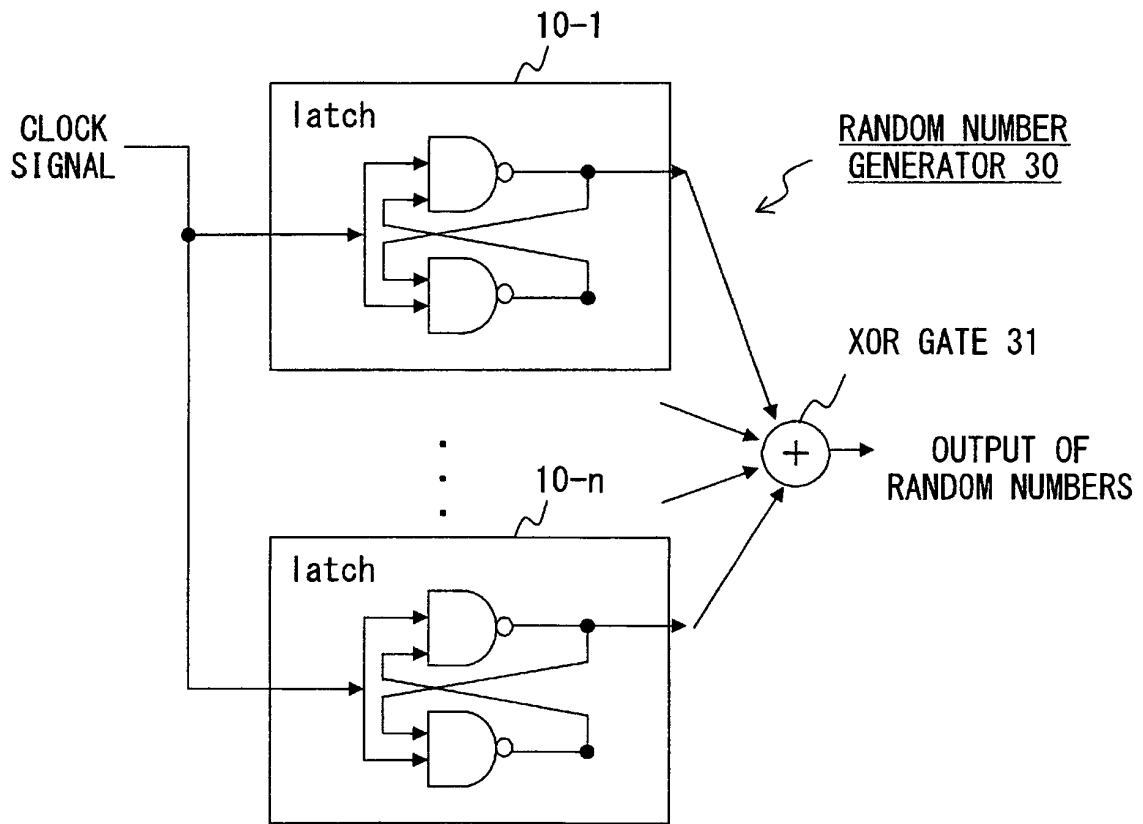 10-1
latch
CLOCK
SIGNAL
RANDOM NUMBER
GENERATOR 30
XOR GATE 31
+
OUTPUT OF
RANDOM NUMBERS
10-n
latch